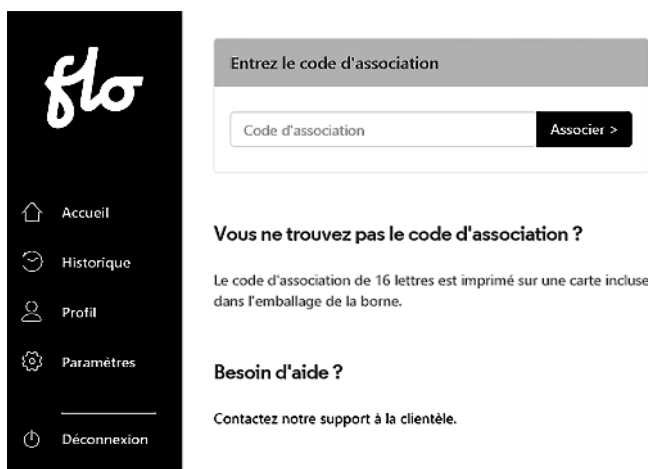 flo
Accueil
Historique
Profil
Paramètres
Déconnexion
Entrez le code d'association
Code d'association
Associer >
Vous ne trouvez pas le code d'association ?
Le code d'association de 16 lettres est imprimé sur une carte incluse
dans l'emballage de la borne.
Besoin d'aide ?
Contactez notre support à la clientèle.